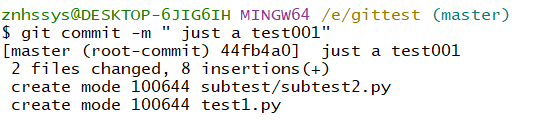 znhssys@DESKTOP-6JIG6IH MINGW64 /e/gittest (master)
$ git commit -m " just a test001"
[master (root-commit) 44fb4a0]  just a test001
 2 files changed, 8 insertions(+)
 create mode 100644 subtest/subtest2.py
 create mode 100644 test1.py